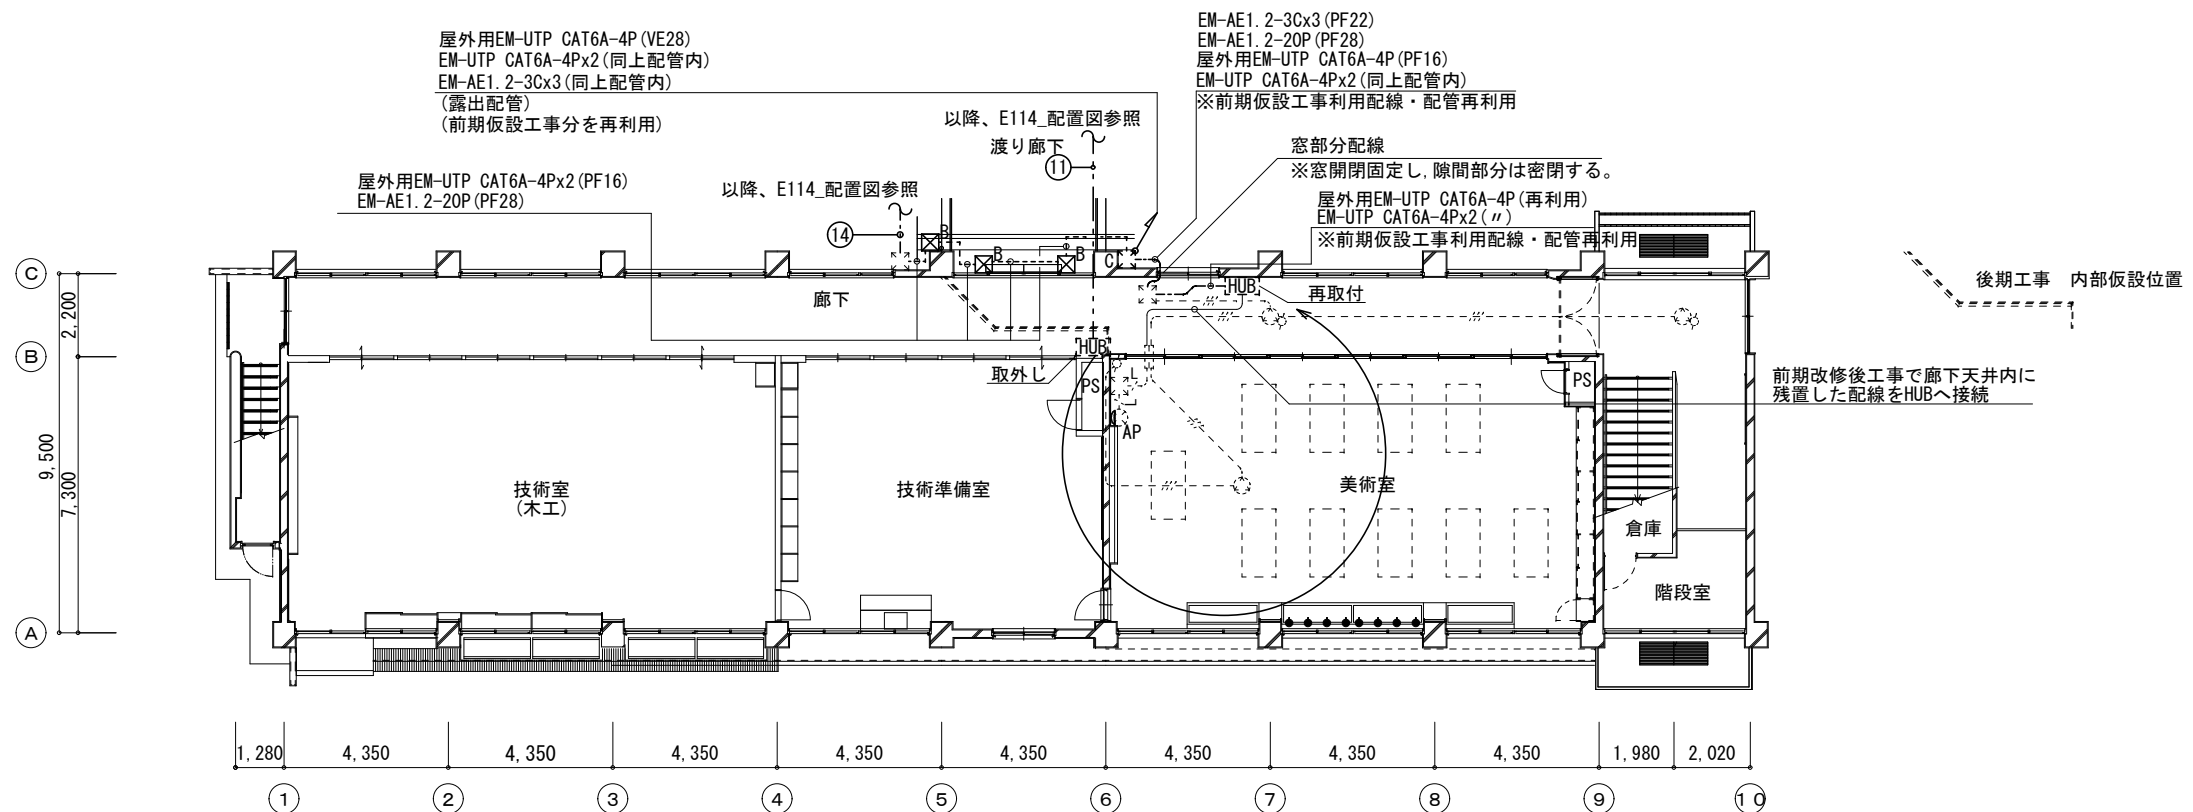 屋外用EM-UTP CAT6A-4P(VE28)
EM-UTP CAT6A-4Px2(同上配管内)
EM-AE1.2-3Cx3(同上配管内)
(露出配管)
(前期仮設工事分を再利用)
EM-AE1.2-3Cx3(PF22)
EM-AE1.2-20P(PF28)
屋外用EM-UTP CAT6A-4P(PF16)
EM-UTP CAT6A-4Px2(同上配管内)
※前期仮設工事利用配線・配管再利用
以降、E114_配置図参照
渡り廊下
11
窓部分配線
※窓開閉固定し,隙間部分は密閉する。
屋外用EM-UTP CAT6A-4Px2(PF16)
EM-AE1.2-20P(PF28)
以降、E114_配置図参照
14
屋外用EM-UTP CAT6A-4P(再利用)
EM-UTP CAT6A-4Px2(〃)
※前期仮設工事利用配線・配管再利用
B
B
B
C
C
後期工事 内部仮設位置
HUB
再取付
廊下
2,200
B
HUB
取外し
PS
L
L
AP
PS
前期改修後工事で廊下天井内に
残置した配線をHUBへ接続
9,500
7,300
技術室
(木工)
技術準備室
美術室
倉庫
階段室
A
1,280
4,350
4,350
4,350
4,350
4,350
4,350
4,350
4,350
1,980
2,020
1
2
3
4
5
6
7
8
9
10